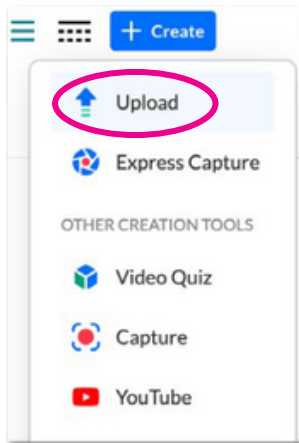 + Create
Upload
Express Capture
OTHER CREATION TOOLS
Video Quiz
Capture
YouTube